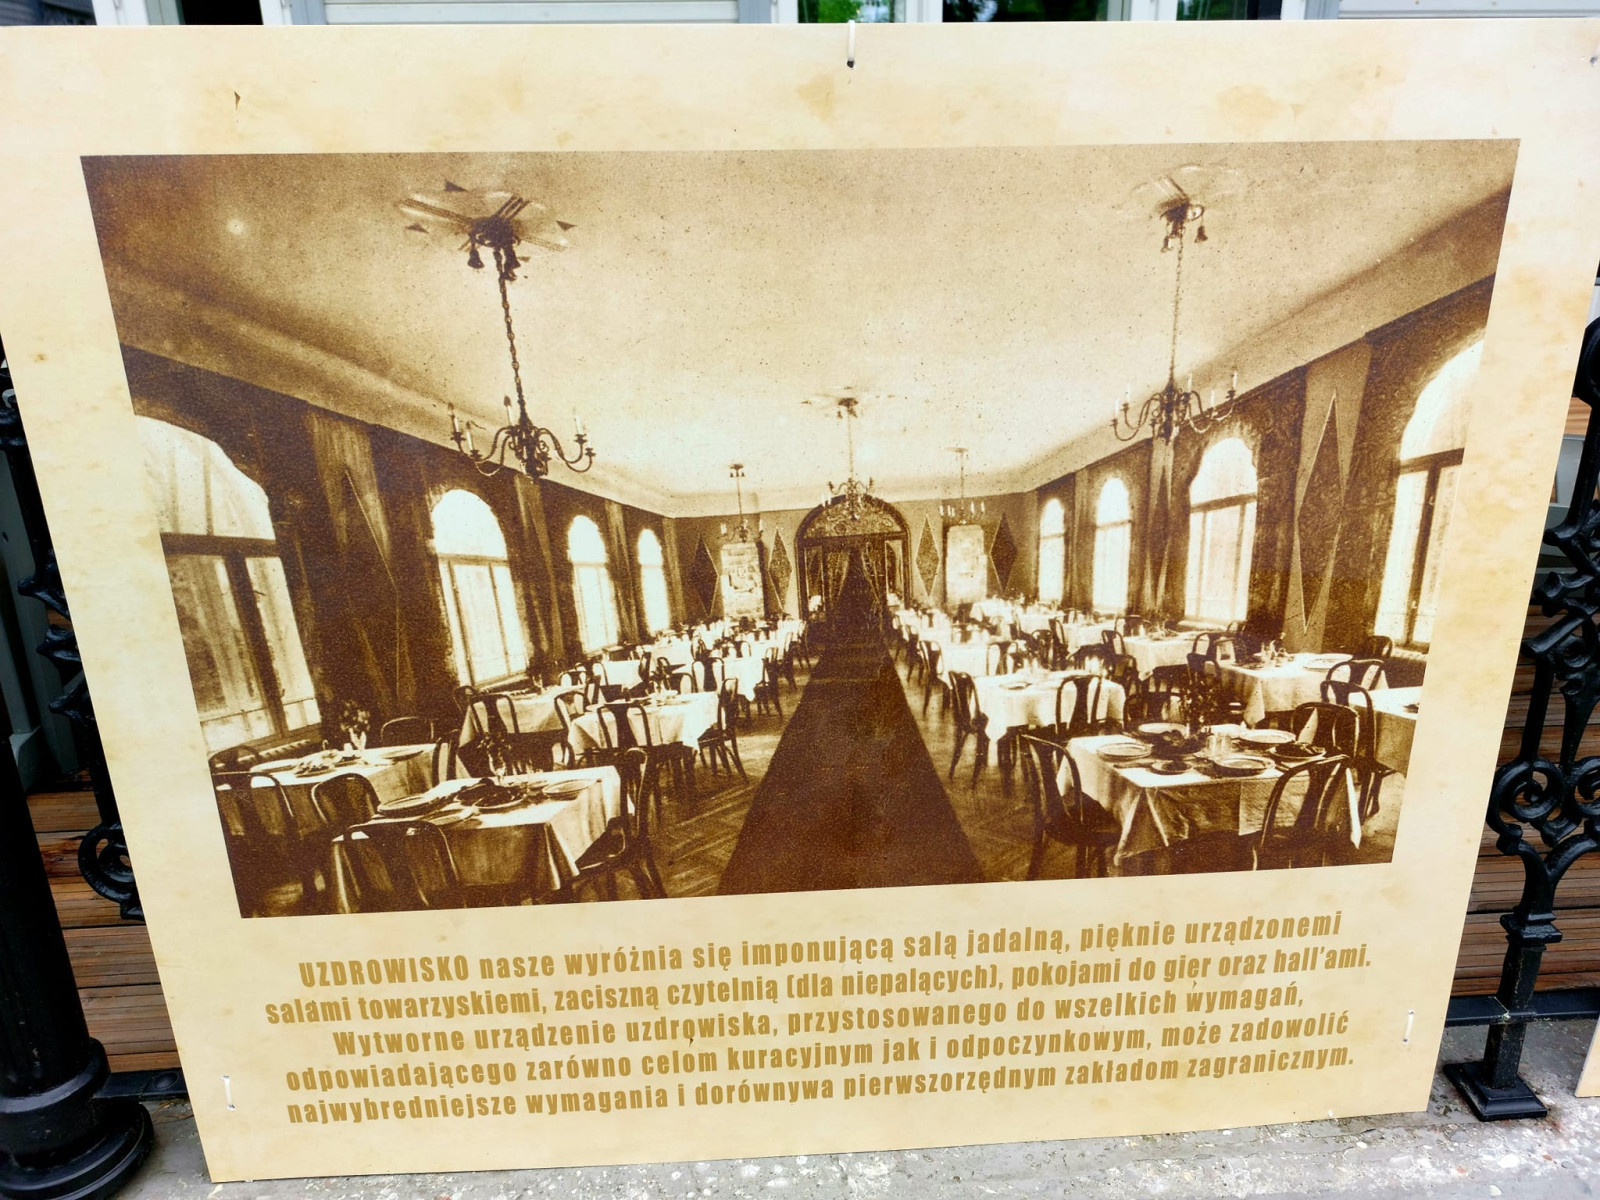 UZDROWISKO nasze wyróżnia się imponującą salą jadalną, pięknie urządzonemi
salami towarzyskiemi, zaciszną czytelnią (dla niepalących), pokojami do gier oraz hall'ami.
Wytworne urządzenie uzdrowiska, przystosowanego do wszelkich wymagań,
odpowiadającego zarówno celom kuracyjnym jak i odpoczynkowym, może zadowolić
najwybredniejsze wymagania i dorównywa pierwszorzędnym zakładom zagranicznym.